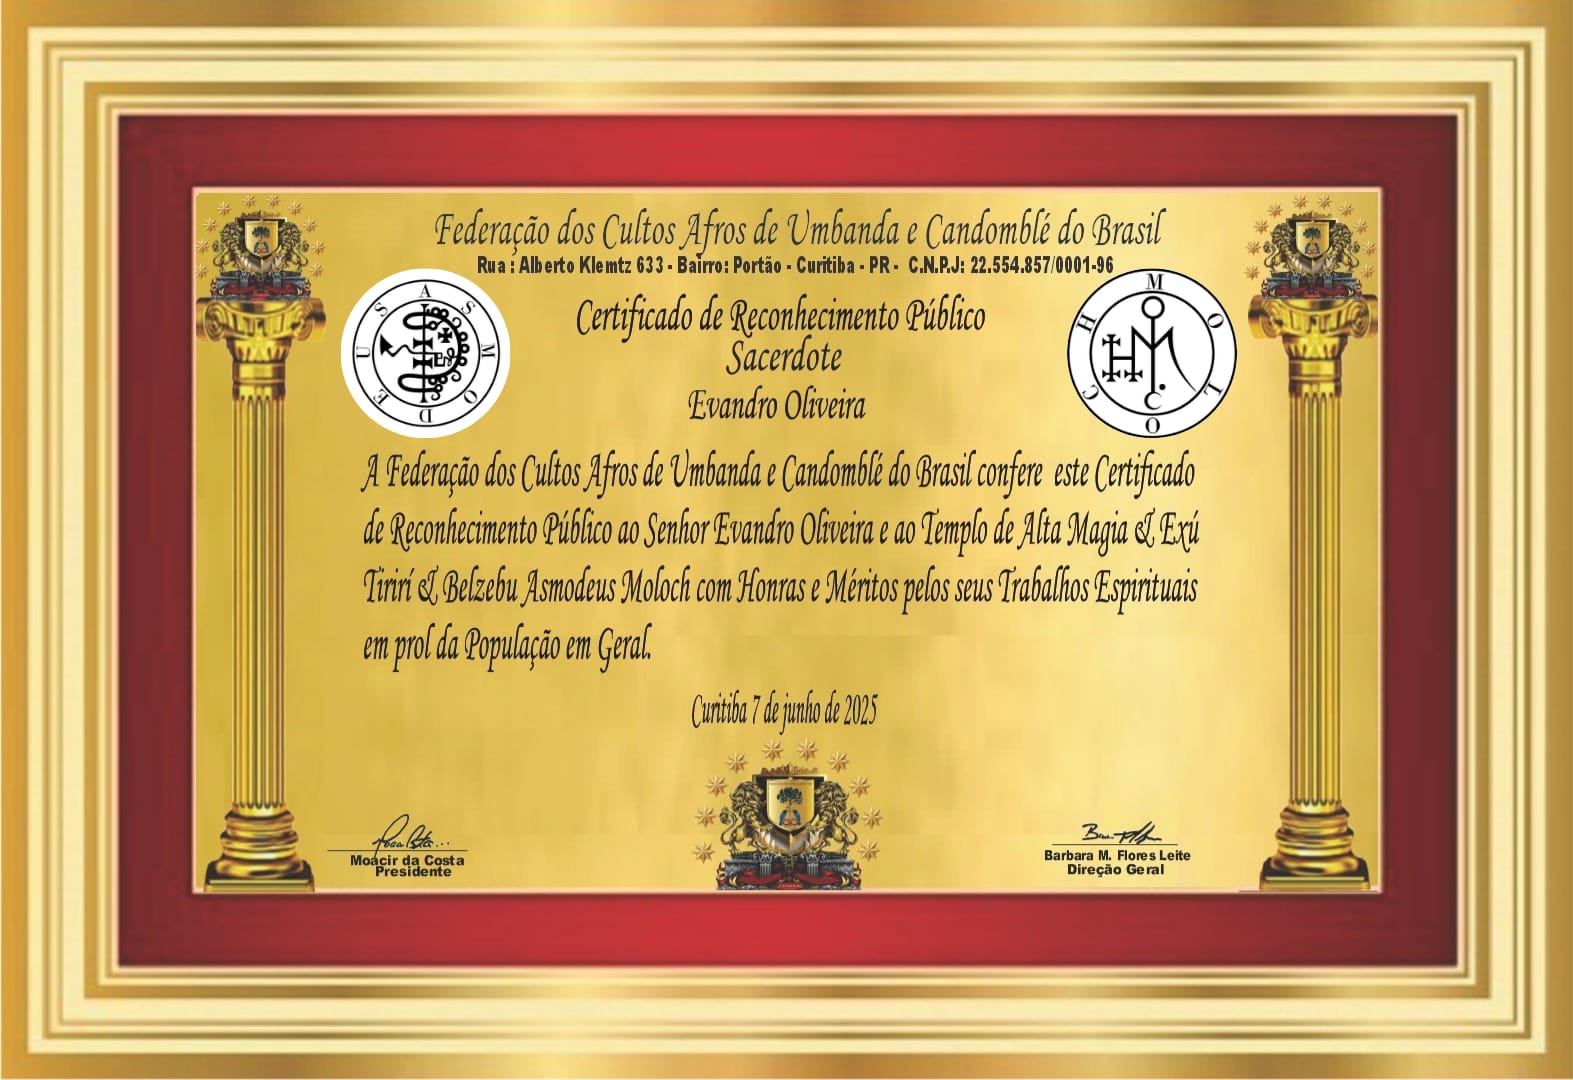 Federação dos Cultos Afros de Umbanda e Candomblé do Brasil
Rua : Alberto Klemtz 633 - Bairro: Portão - Curitiba - PR - C.N.P.J: 22.554.857/0001-96
ASMODEUS
MOLOCH
Certificado de Reconhecimento Público
Sacerdote
Evandro Oliveira
A Federação dos Cultos Afros de Umbanda e Candomblé do Brasil confere este Certificado
de Reconhecimento Público ao Senhor Evandro Oliveira e ao Templo de Alta Magia & Exú
Tirirí & Belzebu Asmodeus Moloch com Honras e Méritos pelos seus Trabalhos Espirituais
em prol da População em Geral.
Curitiba 7 de junho de 2025
Moacir da Costa
Presidente
Barbara M. Flores Leite
Direção Geral